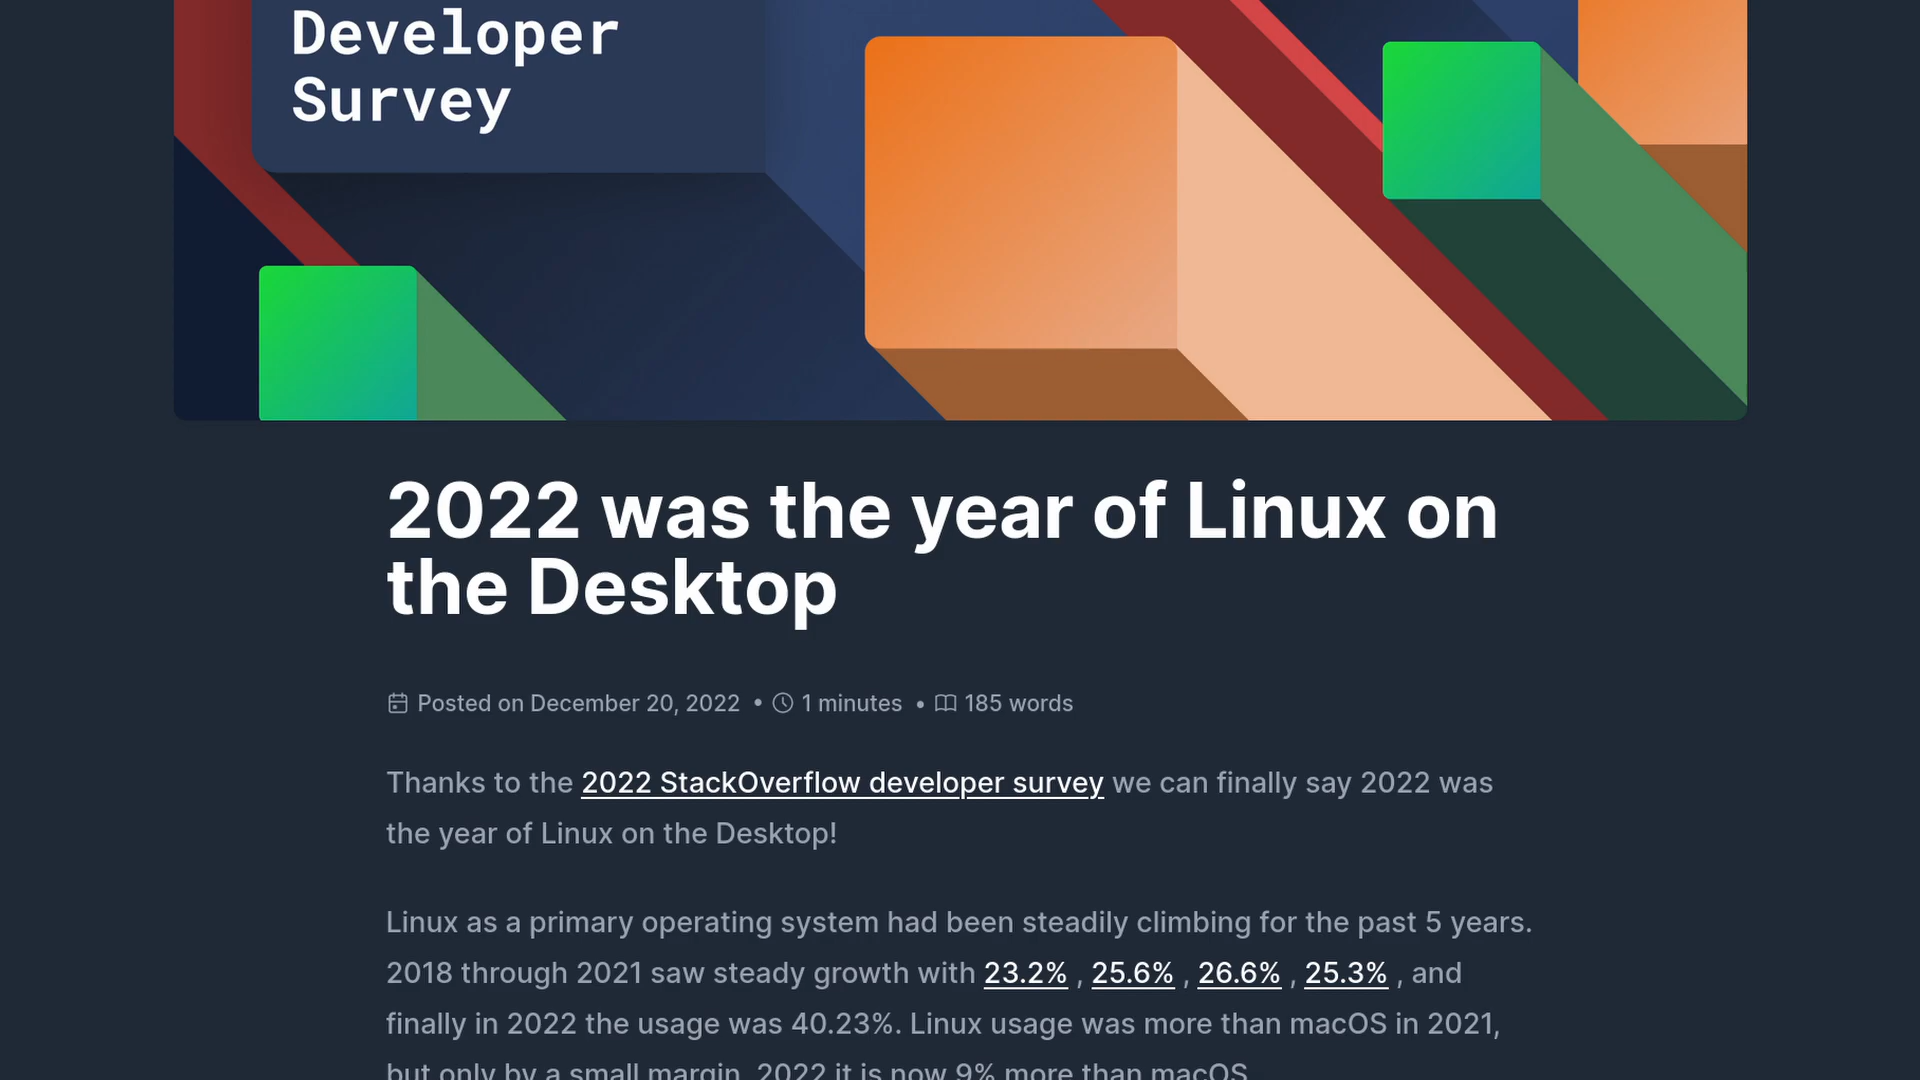 Developer
Survey
2022 was the year of Linux on
the Desktop
Posted on December 20, 2022 • 1 minutes • 185 words
Thanks to the 2022 StackOverflow developer survey we can finally say 2022 was
the year of Linux on the Desktop!
Linux as a primary operating system had been steadily climbing for the past 5 years.
2018 through 2021 saw steady growth with 23.2% , 25.6% , 26.6% , 25.3% , and
finally in 2022 the usage was 40.23%. Linux usage was more than macOS in 2021,
but only by a small margin. 2022 it is now 9% more than macOS.